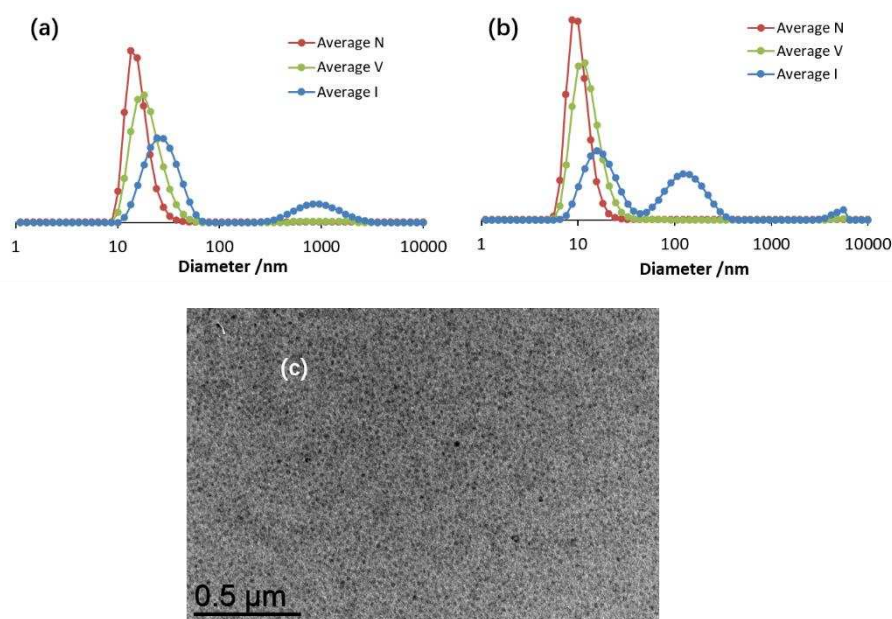 (a)
Average N
Average V
Average I
1 10 100 1000 10000
Diameter /nm
(b)
Average N
Average V
Average I
1 10 100 1000 10000
Diameter /nm
(c)
0.5 µm